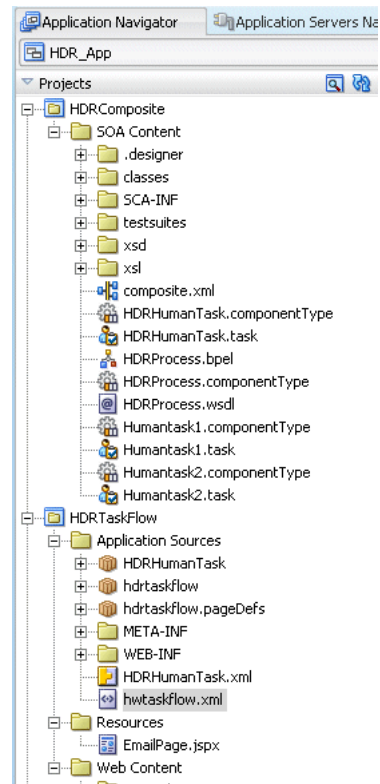 Application Navigator
Application Servers Na
HDR_App
Projects
HDRComposite
SOA Content
.designer
classes
SCA-INF
testsuites
xsd
xsl
composite.xml
HDRHumanTask.componentType
HDRHumanTask.task
HDRProcess.bpel
HDRProcess.componentType
HDRProcess.wsdl
Humantask1.componentType
Humantask1.task
Humantask2.componentType
Humantask2.task
HDRTaskFlow
Application Sources
HDRHumanTask
hdrtaskflow
hdrtaskflow.pageDefs
META-INF
WEB-INF
HDRHumanTask.xml
hwtaskflow.xml
Resources
EmailPage.jspx
Web Content